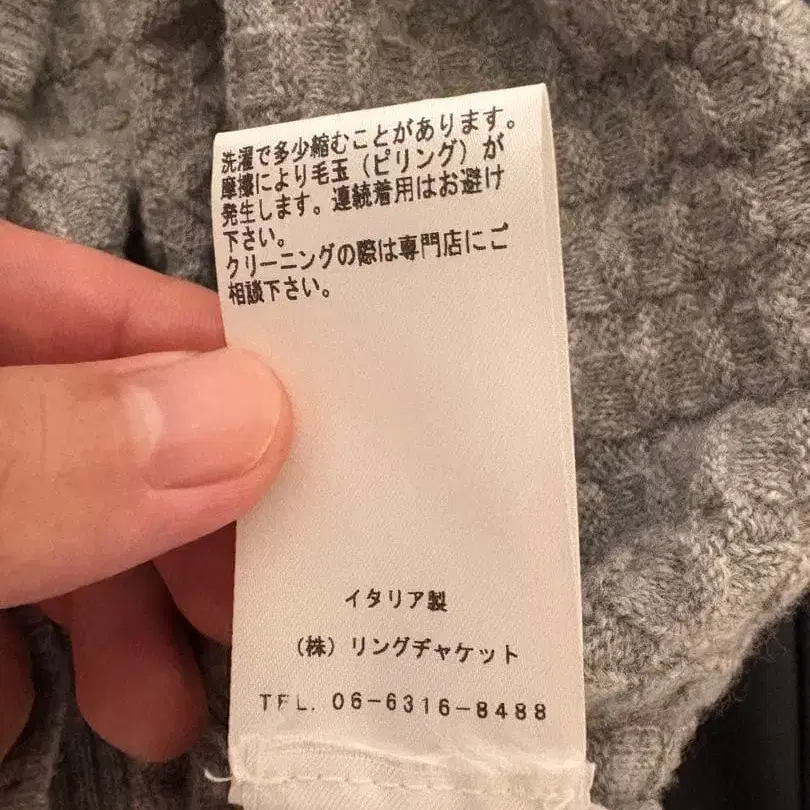 洗濯で多少縮むことがあります。
摩擦により毛玉（ピリング）が
発生します。連続着用はお避け
下さい。
クリーニングの際は専門店にご
相談下さい。
イタリア製
（株）リングヂャケット
TEL. 06-6316-8488